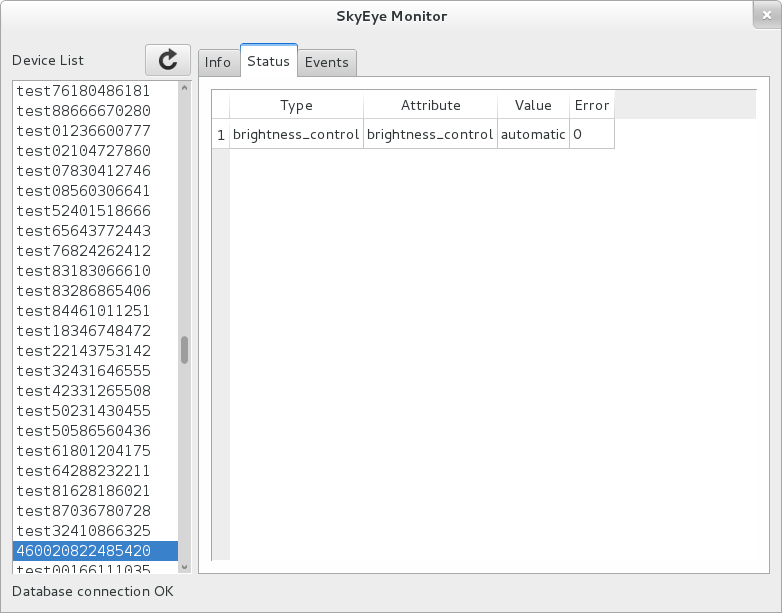 SkyEye Monitor
Device List
test76180486181
test88666670280
test01236600777
test02104727860
test07830412746
test08560306641
test52401518666
test65643772443
test76824262412
test83183066610
test83286865406
test84461011251
test18346748472
test22143753142
test32431646555
test42331265508
test50231430455
test50586560436
test61801204175
test64288232211
test81628186021
test87036780728
test32410866325
460020822485420
test00166111035
Info Status Events
Type Attribute Value Error
1 brightness_control brightness_control automatic 0
Database connection OK